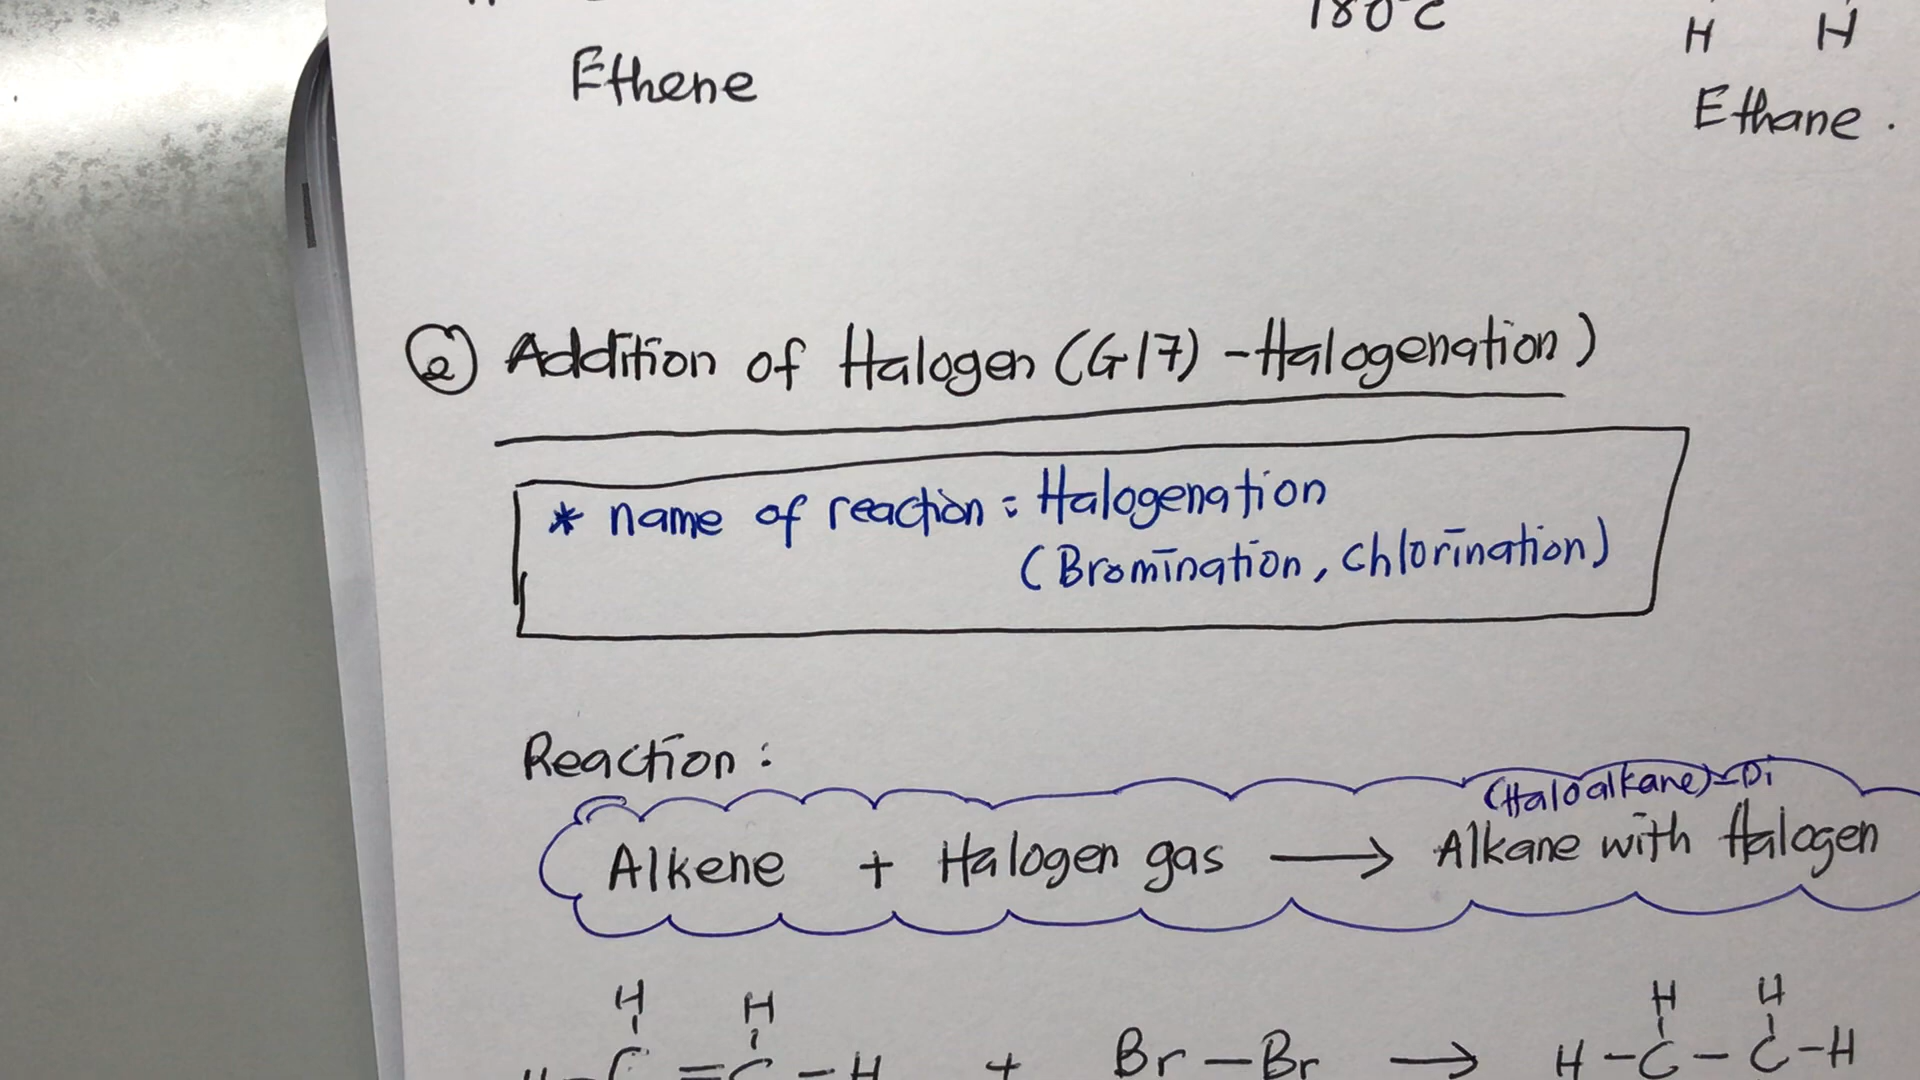 180°C
H H
Ethene
Ethane.
② Addition of Halogen (G17) - Halogenation)
* name of reaction : Halogenation
(Bromination, Chlorination)
Reaction :
(Haloalkane)-Di
Alkene + Halogen gas → Alkane with Halogen
H H H H
C = C - H + Br - Br → H - C - C - H